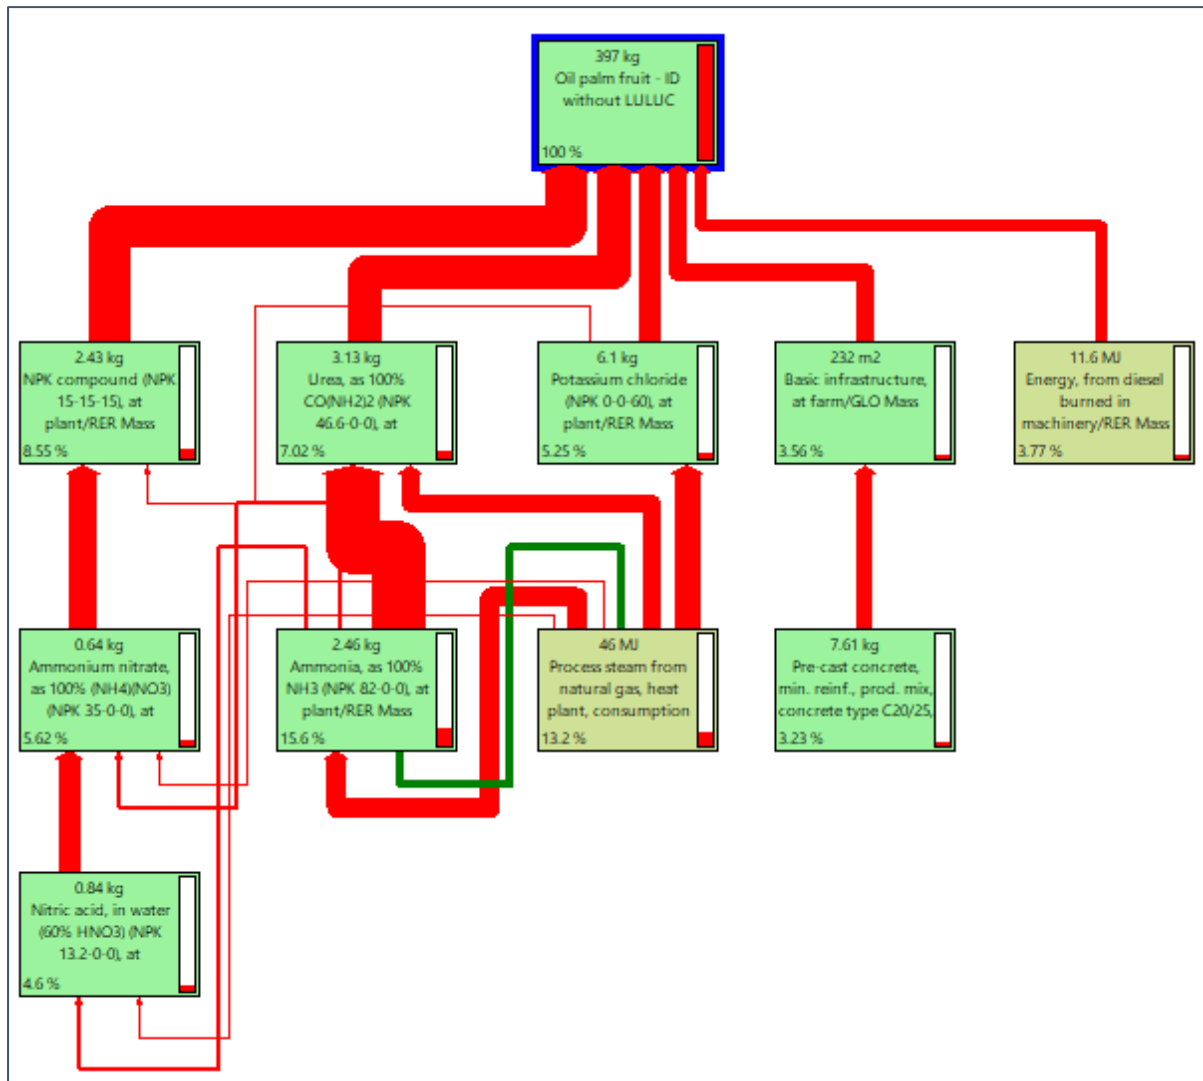 397 kg
Oil palm fruit - ID
without LULUC
100 %
2.43 kg
NPK compound (NPK
15-15-15), at
plant/RER Mass
8.55 %
3.13 kg
Urea, as 100%
CO(NH2)2 (NPK
46.6-0-0), at
7.02 %
6.1 kg
Potassium chloride
(NPK 0-0-60), at
plant/RER Mass
5.25 %
232 m2
Basic infrastructure,
at farm/GLO Mass
3.56 %
11.6 MJ
Energy, from diesel
burned in
machinery/RER Mass
3.77 %
0.64 kg
Ammonium nitrate,
as 100% (NH4)(NO3)
(NPK 35-0-0), at
5.62 %
2.46 kg
Ammonia, as 100%
NH3 (NPK 82-0-0), at
plant/RER Mass
15.6 %
46 MJ
Process steam from
natural gas, heat
plant, consumption
13.2 %
7.61 kg
Pre-cast concrete,
min. reinf., prod. mix,
concrete type C20/25,
3.23 %
0.84 kg
Nitric acid, in water
(60% HNO3) (NPK
13.2-0-0), at
4.6 %